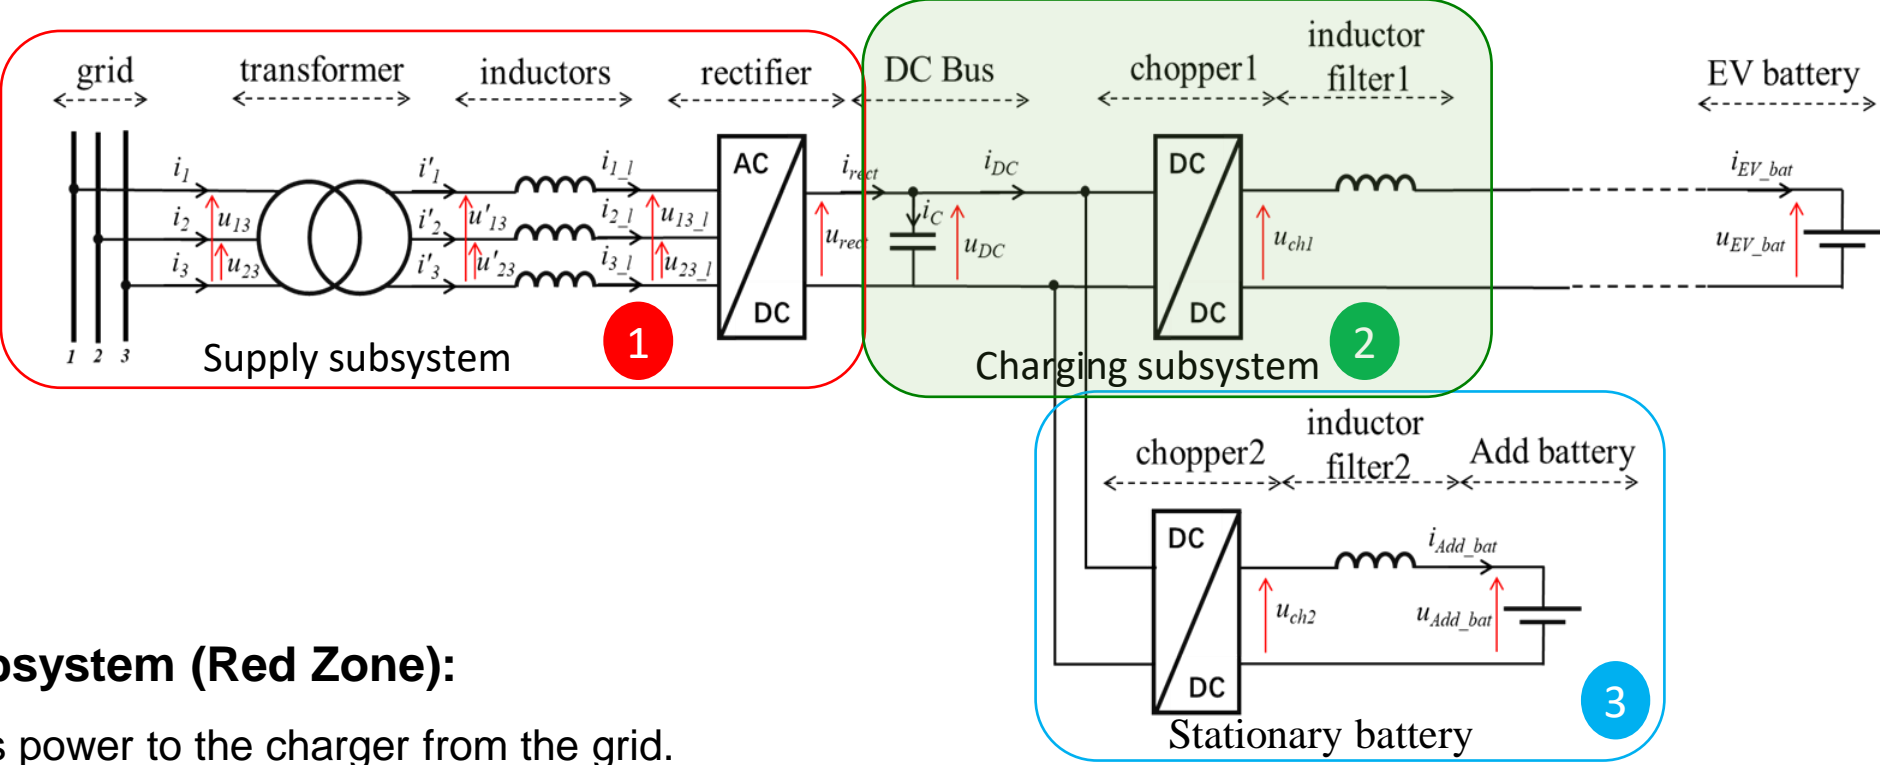 grid transformer inductors rectifier DC Bus chopper1 inductor
filter1 EV battery
i1 i'1 i1_l AC irect iDC DC iEV_bat
i2 u13 i'2 u'13 i2_l u13_l iC
i3 u23 i'3 u'23 i3_l u23_l urect uDC uch1 uEV_bat
DC DC
1 2 3 Supply subsystem 1 Charging subsystem 2
inductor
chopper2 filter2 Add battery
DC iAdd_bat
uch2 uAdd_bat
DC
Stationary battery 3
bsystem (Red Zone):
s power to the charger from the grid.